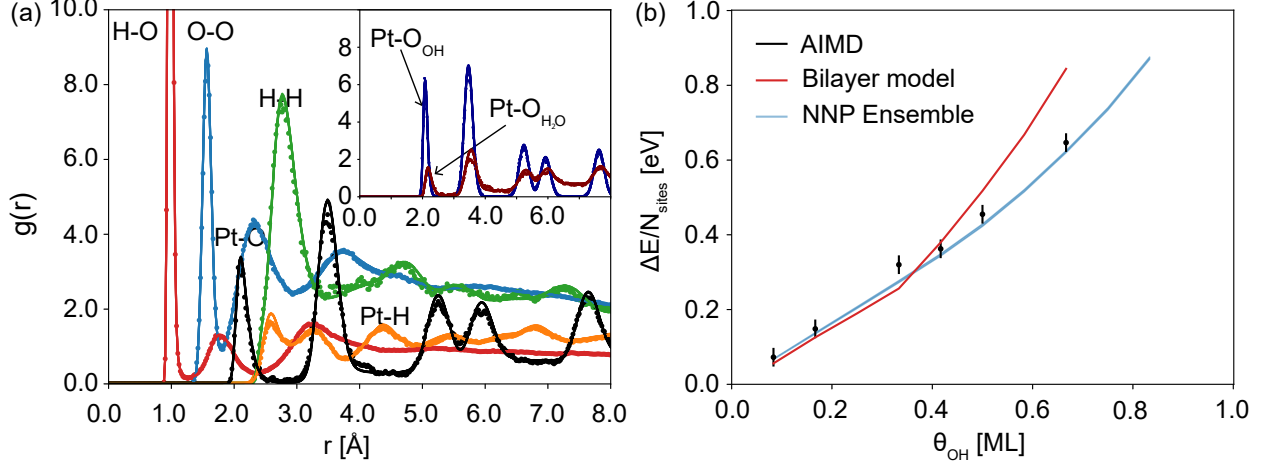 (a)
10.0
8.0
6.0
4.0
2.0
0.0
g(r)
H-O
O-O
H-H
Pt-O
Pt-H
0.0 1.0 2.0 3.0 4.0 5.0 6.0 7.0 8.0
r [Å]
8
6
4
2
0
Pt-O_OH
Pt-O_H₂O
0.0 2.0 4.0 6.0
(b)
1.0
0.8
0.6
0.4
0.2
0.0
ΔE/N_sites [eV]
AIMD
Bilayer model
NNP Ensemble
0.0 0.2 0.4 0.6 0.8 1.0
θ_OH [ML]